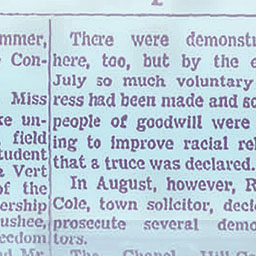 mmer,
Con-
Miss
ke un-
field
tudent
a Vert
of the
ership
ushee,
eedom
nd Mr
There were demonstr
here, too, but by the e
July so much voluntary
ress had been made and so
people of goodwill were
ing to improve racial rel
that a truce was declared.
In August, however, R
Cole, town solicitor, decl
prosecute several demo
tors.
The Chapel Hill